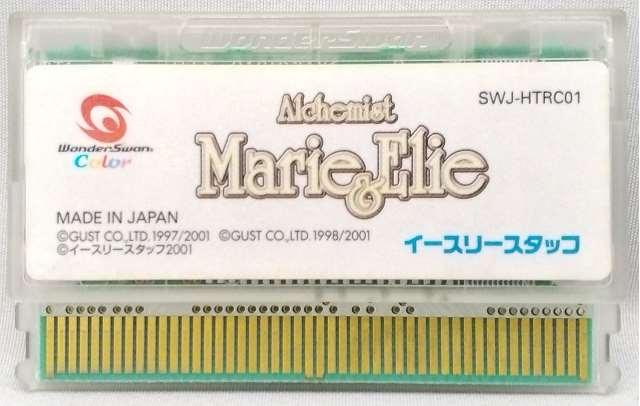 WonderSwan
SWJ-HTRC01
Alchemist
Marie & Elie
WonderSwan
Color
MADE IN JAPAN
©GUST CO.,LTD.1997/2001 ©GUST CO.,LTD.1998/2001
©イースリースタッフ2001
イースリースタッフ